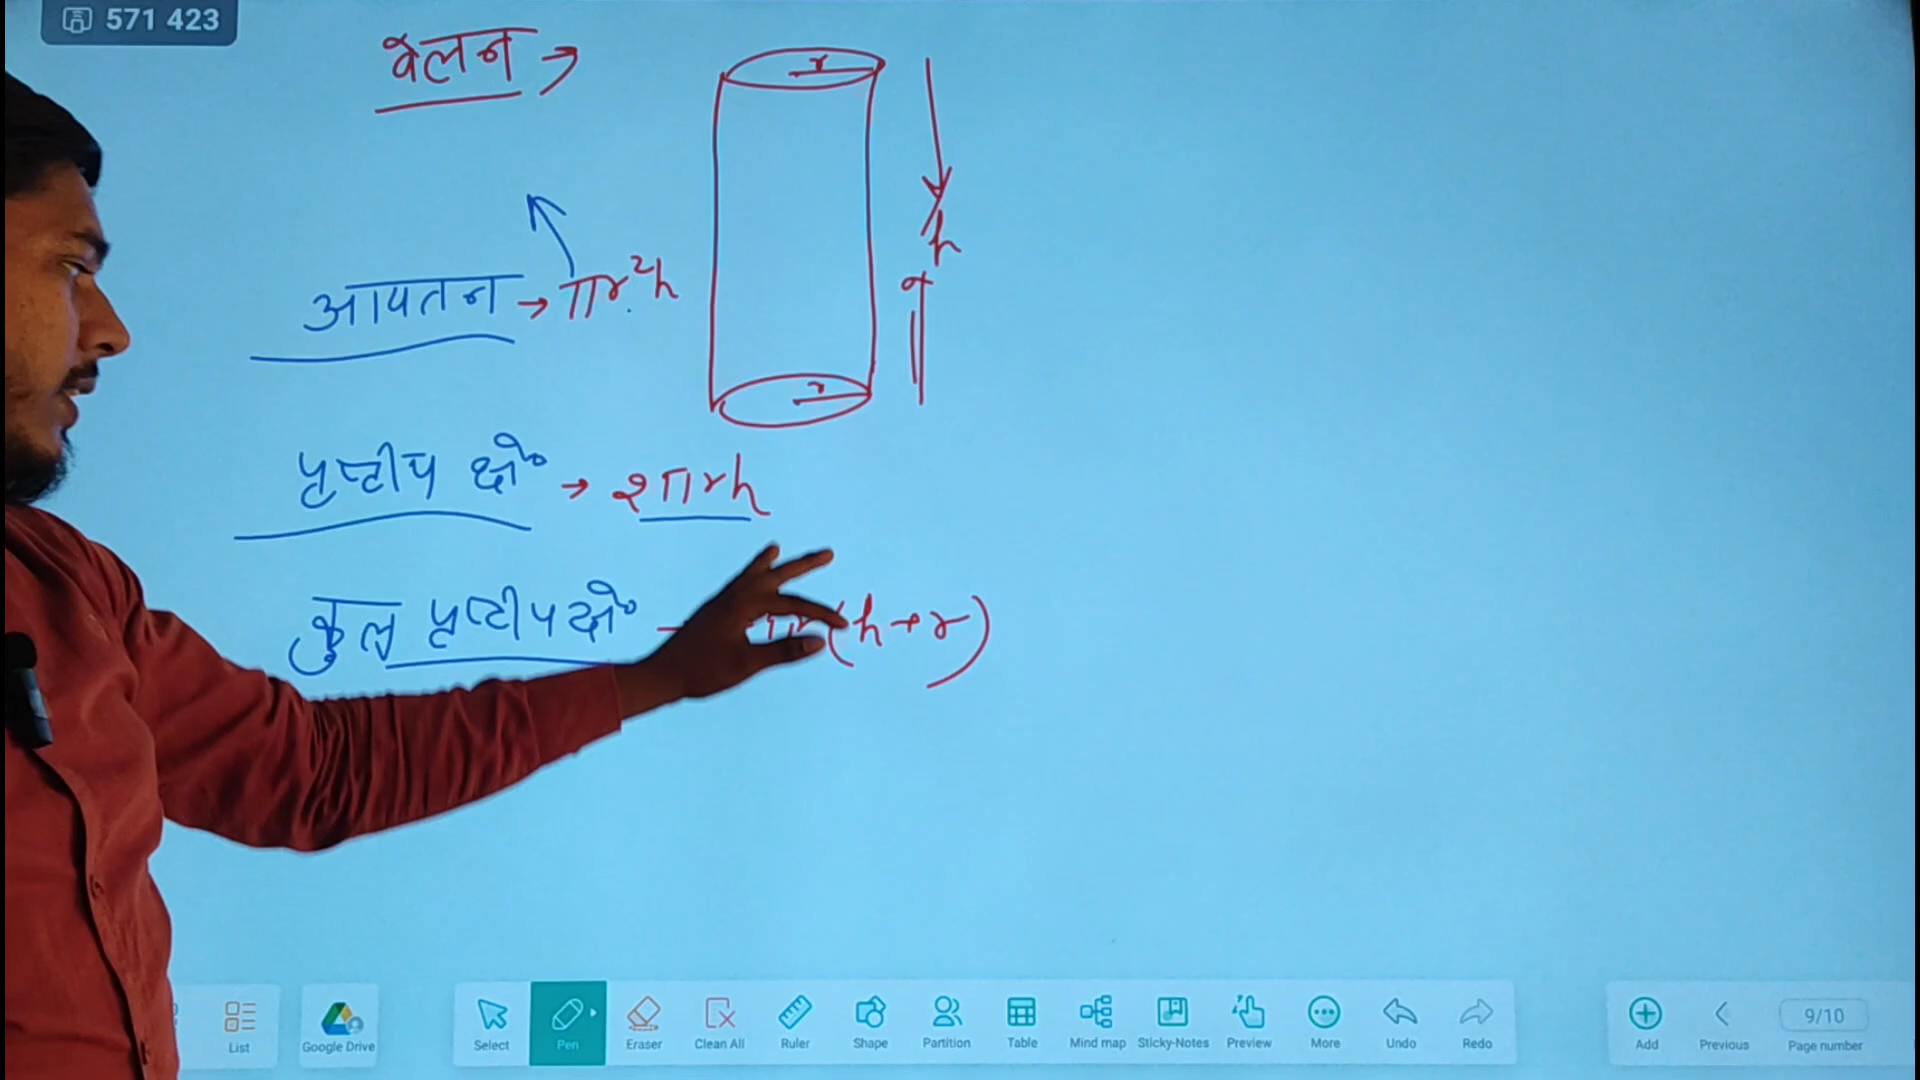 571 423
वेलन →
r
h
आयतन → πr²h
r
पृष्टीय क्षे० → 2πrh
कुल पृष्टीय क्षे० → πr(h+r)
List
Google Drive
Select
Pen
Eraser
Clean All
Ruler
Shape
Partition
Table
Mind map
Sticky-Notes
Preview
More
Undo
Redo
Add
Previous
9/10
Page number